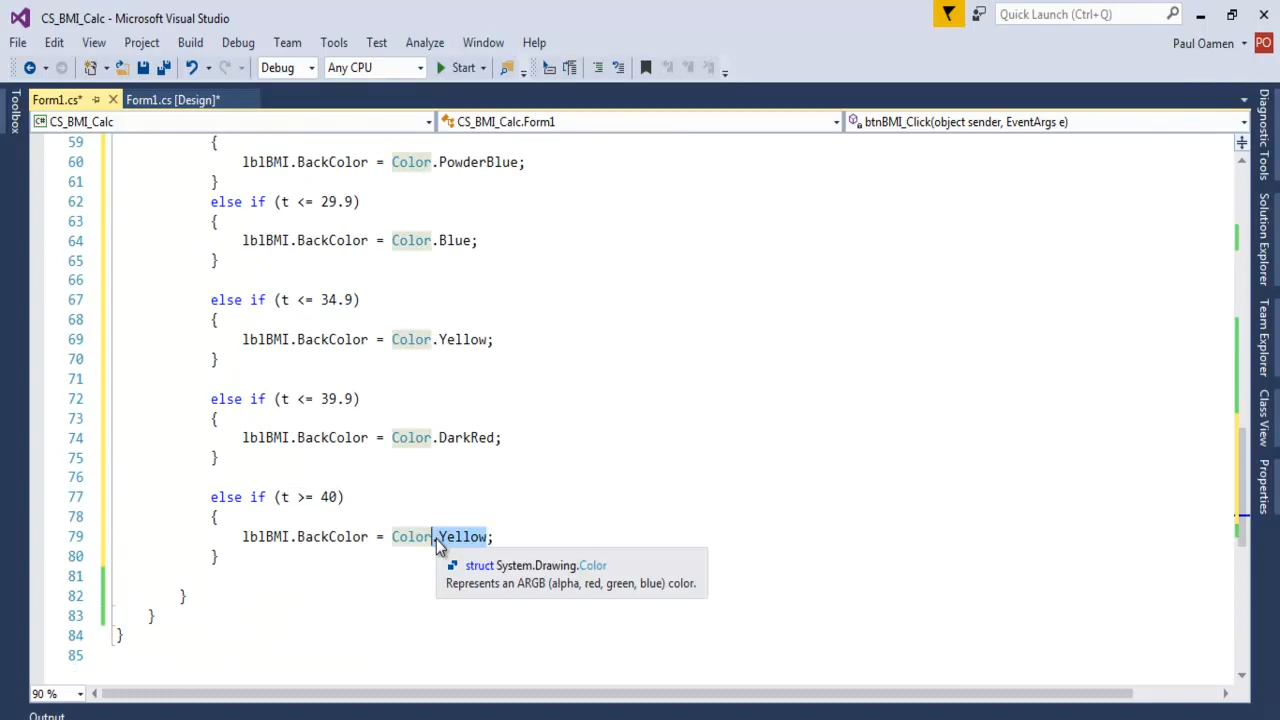 CS_BMI_Calc - Microsoft Visual Studio
Quick Launch (Ctrl+Q)
File Edit View Project Build Debug Team Tools Test Analyze Window Help
Paul Oamen PO
Debug Any CPU Start
Form1.cs* Form1.cs [Design]*
CS_BMI_Calc CS_BMI_Calc.Form1 btnBMI_Click(object sender, EventArgs e)
Toolbox
Diagnostic Tools
Solution Explorer
Team Explorer
Class View
Properties
59 {
60 lblBMI.BackColor = Color.PowderBlue;
61 }
62 else if (t <= 29.9)
63 {
64 lblBMI.BackColor = Color.Blue;
65 }
66
67 else if (t <= 34.9)
68 {
69 lblBMI.BackColor = Color.Yellow;
70 }
71
72 else if (t <= 39.9)
73 {
74 lblBMI.BackColor = Color.DarkRed;
75 }
76
77 else if (t >= 40)
78 {
79 lblBMI.BackColor = Color.Yellow;
80 }
struct System.Drawing.Color
Represents an ARGB (alpha, red, green, blue) color.
81
82 }
83 }
84 }
85
90 %
Output